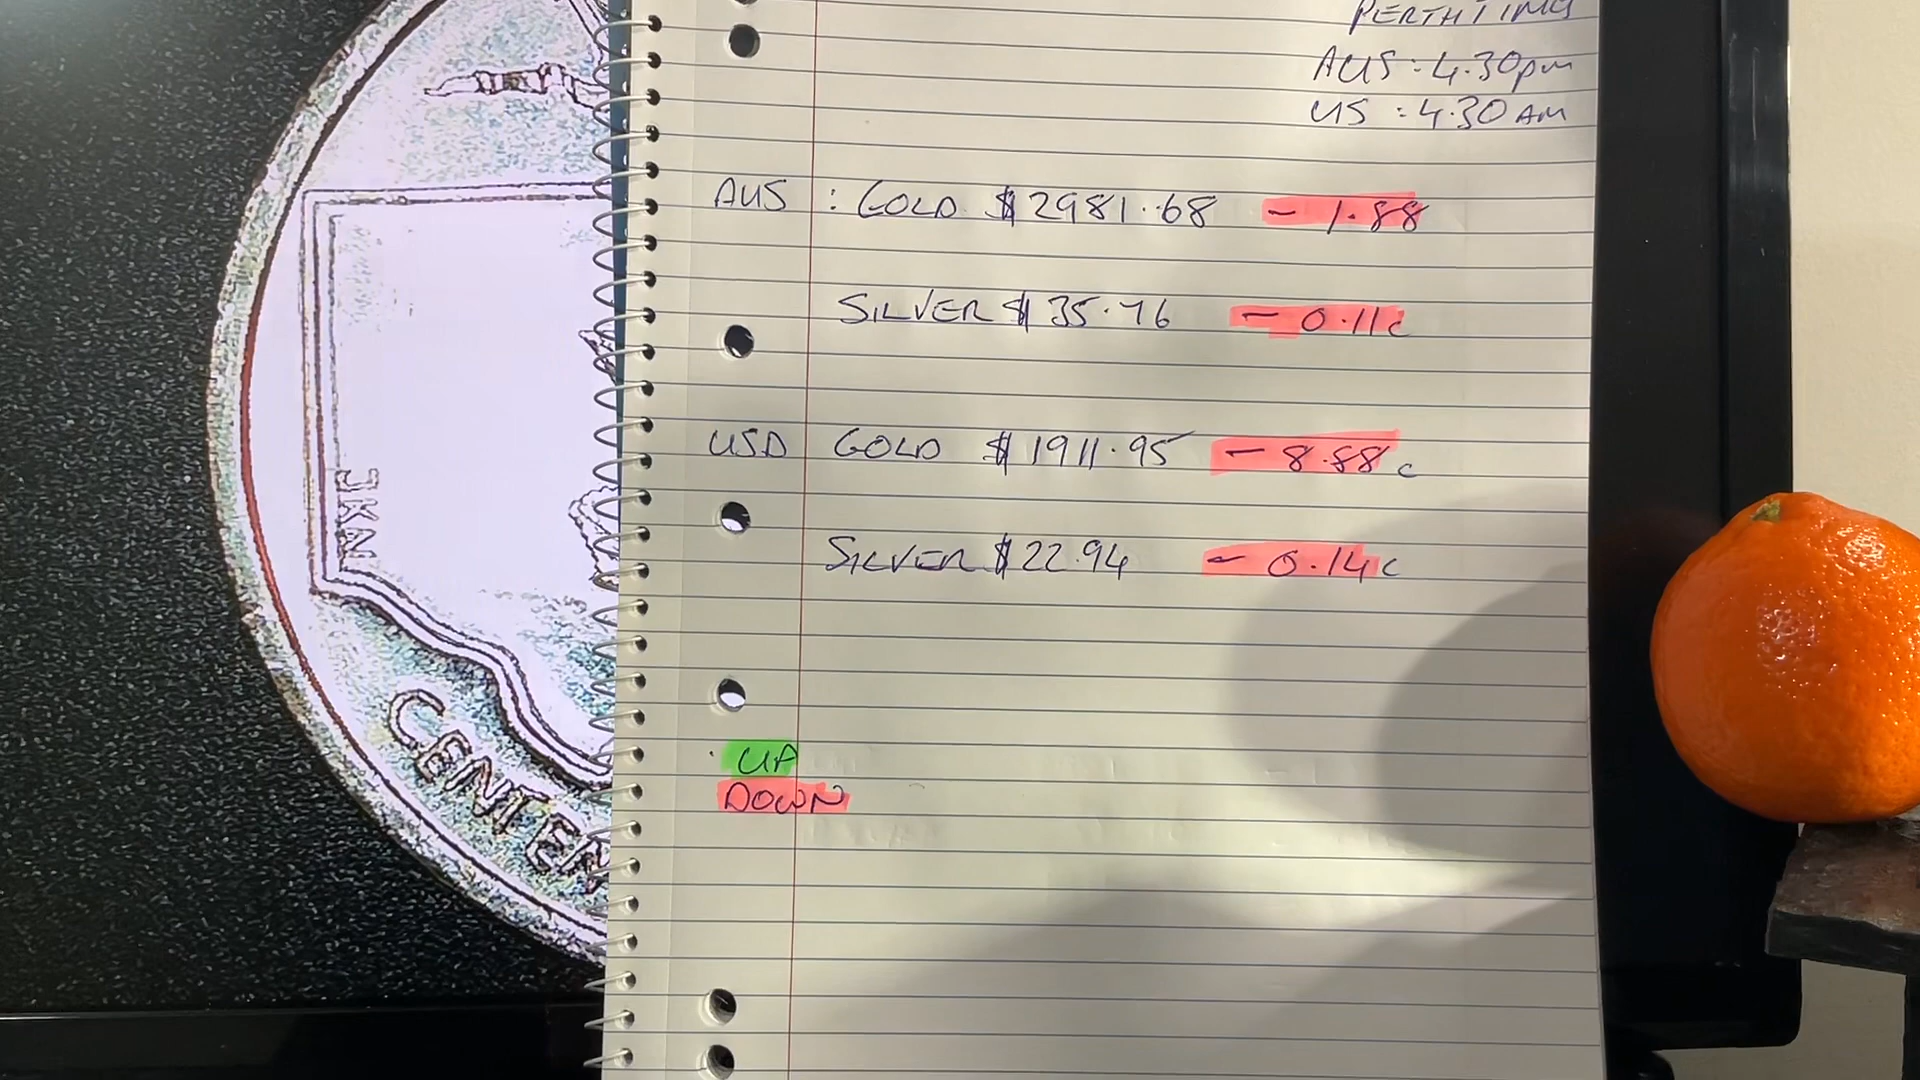 PERTH TIME
AUS : 4.30pm
US : 4.30 AM
AUS : GOLD $2981.68 - 1.88
SILVER $35.76 - 0.11c
USD GOLD $1911.95 - 8.88c
SILVER $22.94 - 0.14c
UP
DOWN
JKN
CENTEN